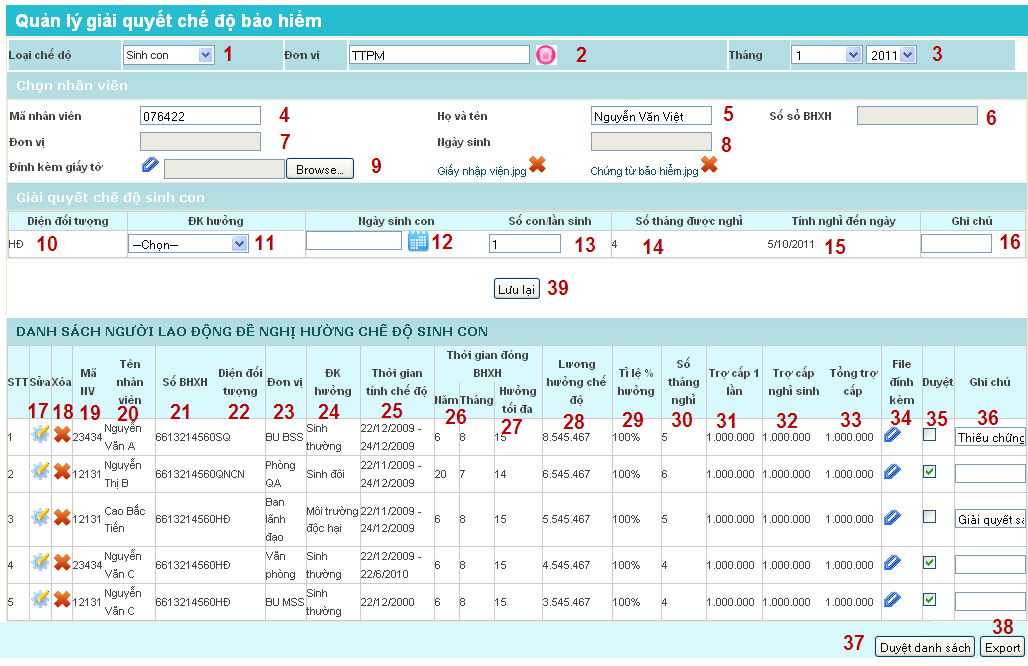 Quản lý giải quyết chế độ bảo hiểm
Loại chế độ Sinh con 1 Đơn vị TTPM 2 Tháng 1 2011 3
Chọn nhân viên
Mã nhân viên 076422 4 Họ và tên Nguyễn Văn Việt 5 Số sổ BHXH 6
Đơn vị 7 Ngày sinh 8
Đính kèm giấy tờ Browse... 9 Giấy nhập viện.jpg Chứng từ bảo hiểm.jpg
Giải quyết chế độ sinh con
Diện đối tượng ĐK hưởng Ngày sinh con Số con/lần sinh Số tháng được nghỉ Tính nghỉ đến ngày Ghi chú
HĐ 10 --Chọn-- 11 12 1 13 4 14 5/10/2011 15 16
Lưu lại 39
DANH SÁCH NGƯỜI LAO ĐỘNG ĐỀ NGHỊ HƯỞNG CHẾ ĐỘ SINH CON
STT Sửa Xóa Mã NV Tên nhân viên Số BHXH Diện đối tượng Đơn vị ĐK hưởng Thời gian tính chế độ Thời gian đóng BHXH Năm Tháng Hưởng tối đa Lương hưởng chế độ Tỉ lệ % hưởng Số tháng nghỉ Trợ cấp 1 lần Trợ cấp nghỉ sinh Tổng trợ cấp File đính kèm Duyệt Ghi chú
17 18 19 20 21 22 23 24 25 26 27 28 29 30 31 32 33 34 35 36
1 23434 Nguyễn Văn A 6613214560 SQ BU BSS Sinh thường 22/12/2009 - 24/12/2009 6 8 15 8.545.467 100% 5 1.000.000 1.000.000 1.000.000 Thiếu chứng
2 12131 Nguyễn Thị B 6613214560 QNCN Phòng QA Sinh đôi 22/11/2009 - 24/12/2009 20 7 14 6.545.467 100% 6 1.000.000 1.000.000 1.000.000
3 12131 Cao Bắc Tiến 6613214560 HĐ Ban lãnh đạo Môi trường độc hại 22/11/2009 - 24/12/2009 6 8 15 5.545.467 100% 5 1.000.000 1.000.000 1.000.000 Giải quyết sa
4 23434 Nguyễn Văn C 6613214560 HĐ Văn phòng Sinh thường 22/12/2009 - 22/6/2010 6 8 15 4.545.467 100% 4 1.000.000 1.000.000 1.000.000
5 12131 Nguyễn Văn C 6613214560 HĐ BU MSS Sinh thường 22/12/2000 6 8 15 3.545.467 100% 4 1.000.000 1.000.000 1.000.000
37 Duyệt danh sách 38 Export